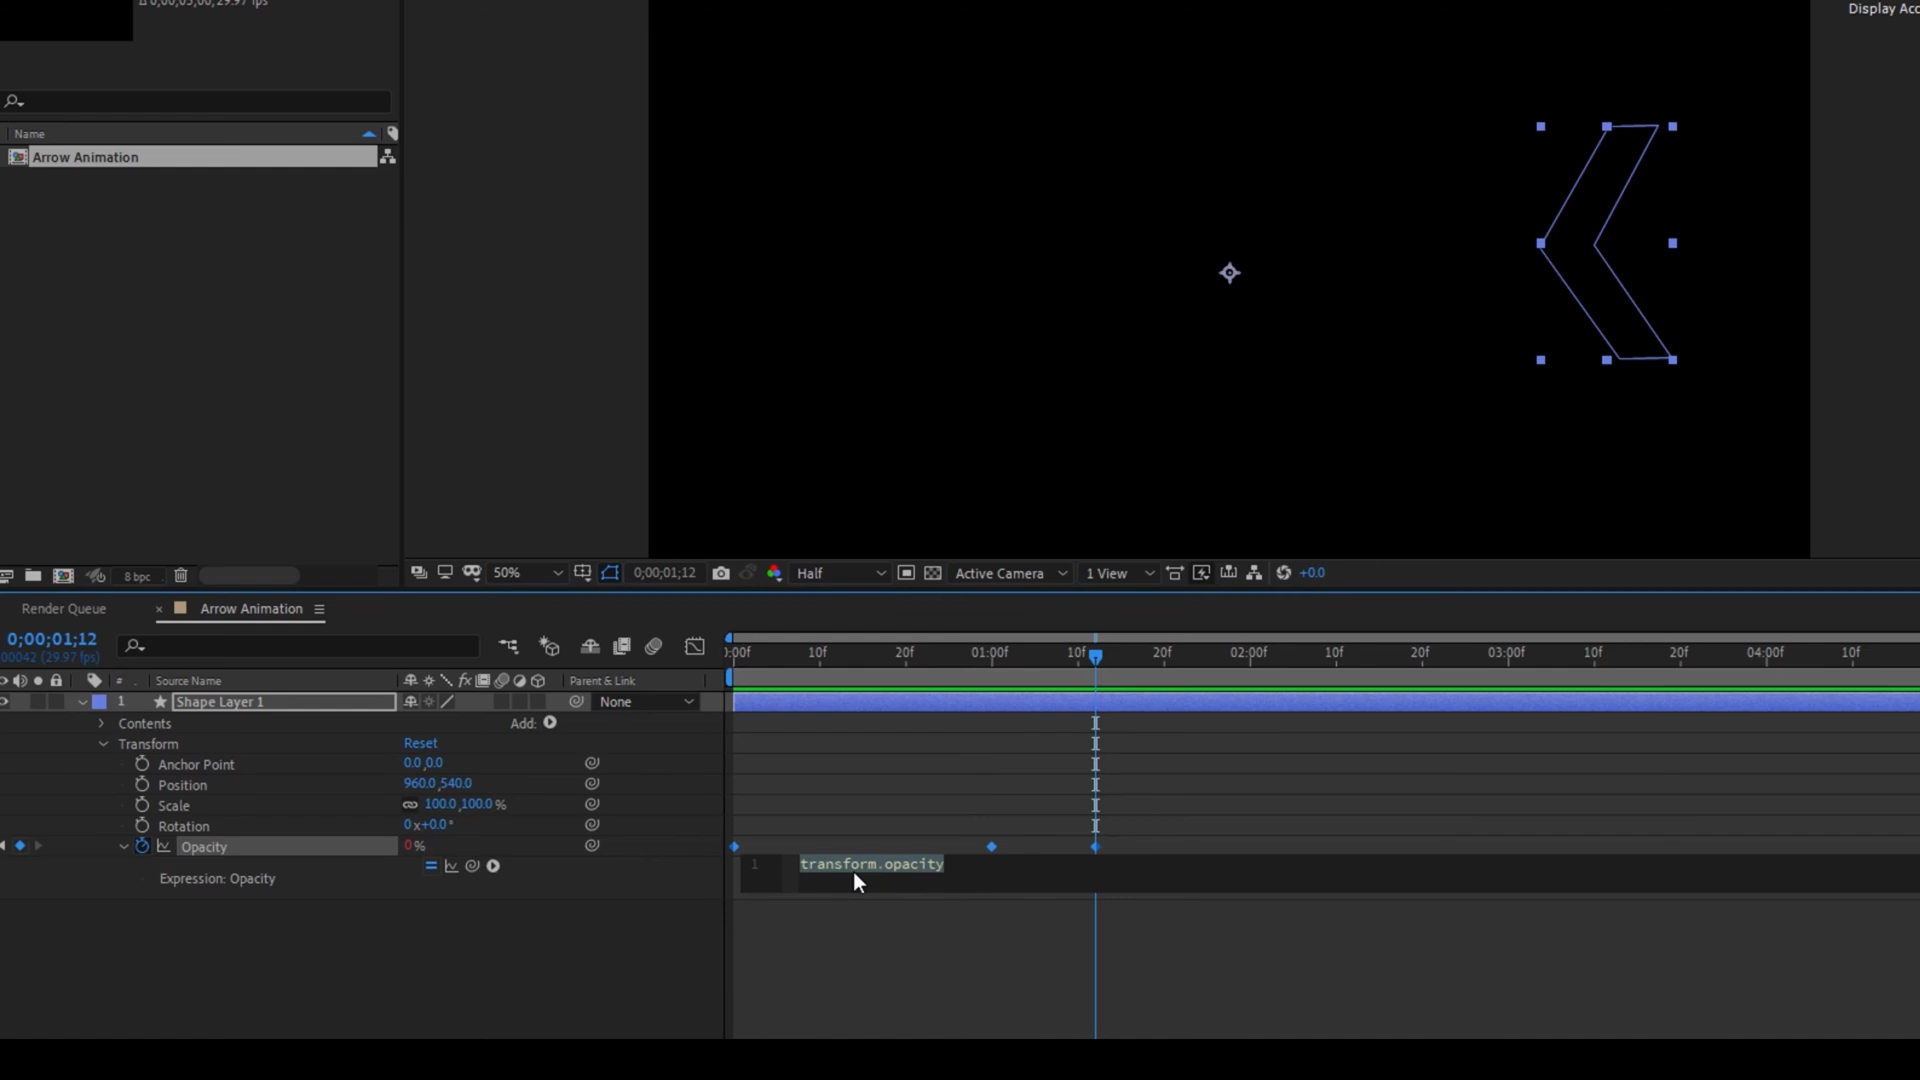 Display Acc
Name
Arrow Animation
8 bpc
50%
0;00;01;12
Half
Active Camera
1 View
+0.0
Render Queue
× Arrow Animation
0;00;01;12
00042 (29.97 fps)
:00f 10f 20f 01:00f 10f 20f 02:00f 10f 20f 03:00f 10f 20f 04:00f 10f
# Source Name
fx
Parent & Link
1 Shape Layer 1
None
Contents
Add:
Transform
Reset
Anchor Point
0.0,0.0
Position
960.0,540.0
Scale
100.0,100.0 %
Rotation
0x+0.0°
Opacity
0 %
1 transform.opacity
Expression: Opacity